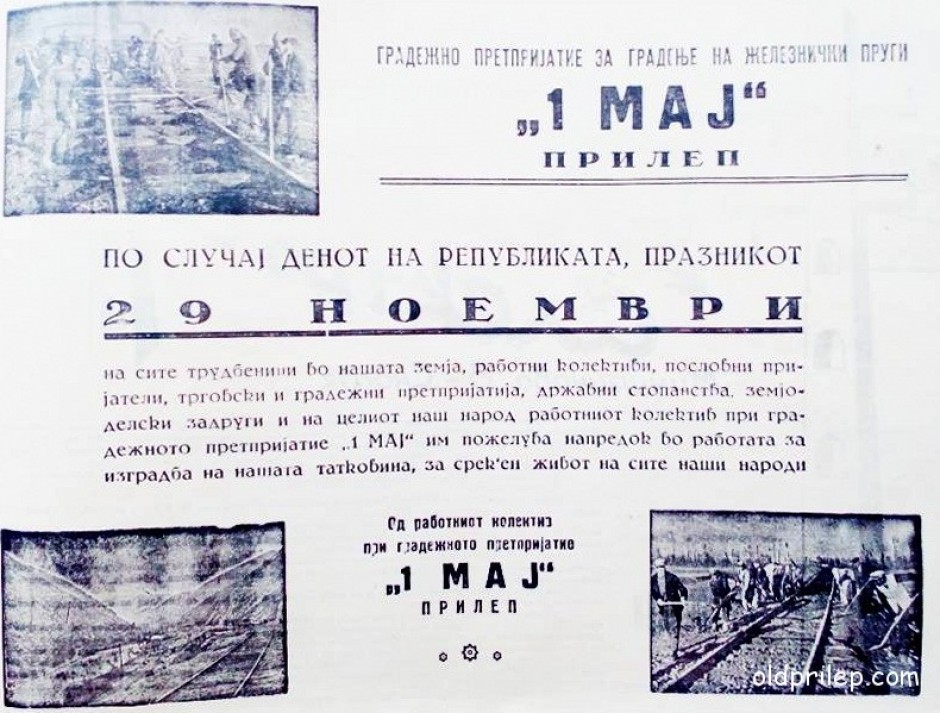 ГРАДЕЖНО ПРЕТПРИЈАТИЕ ЗА ГРАДЕЊЕ НА ЖЕЛЕЗНИЧКИ ПРУГИ
„1 МАЈ“
ПРИЛЕП
ПО СЛУЧАЈ ДЕНОТ НА РЕПУБЛИКАТА, ПРАЗНИКОТ
29 НОЕМВРИ
на сите трудбеници во нашата земја, работни колективи, пословни при-
јатели, трговски и градежни претпријатија, државни стопанства, земјо-
делски задруги и на целиот наш народ работниот колектив при гра-
дежното претпријатие „1 МАЈ“ им пожелува напредок во работата за
изградба на нашата татковина, за среќен живот на сите наши народи
Од работниот колектив
при градежното претпријатие
„1 МАЈ“
ПРИЛЕП
oldprilep.com